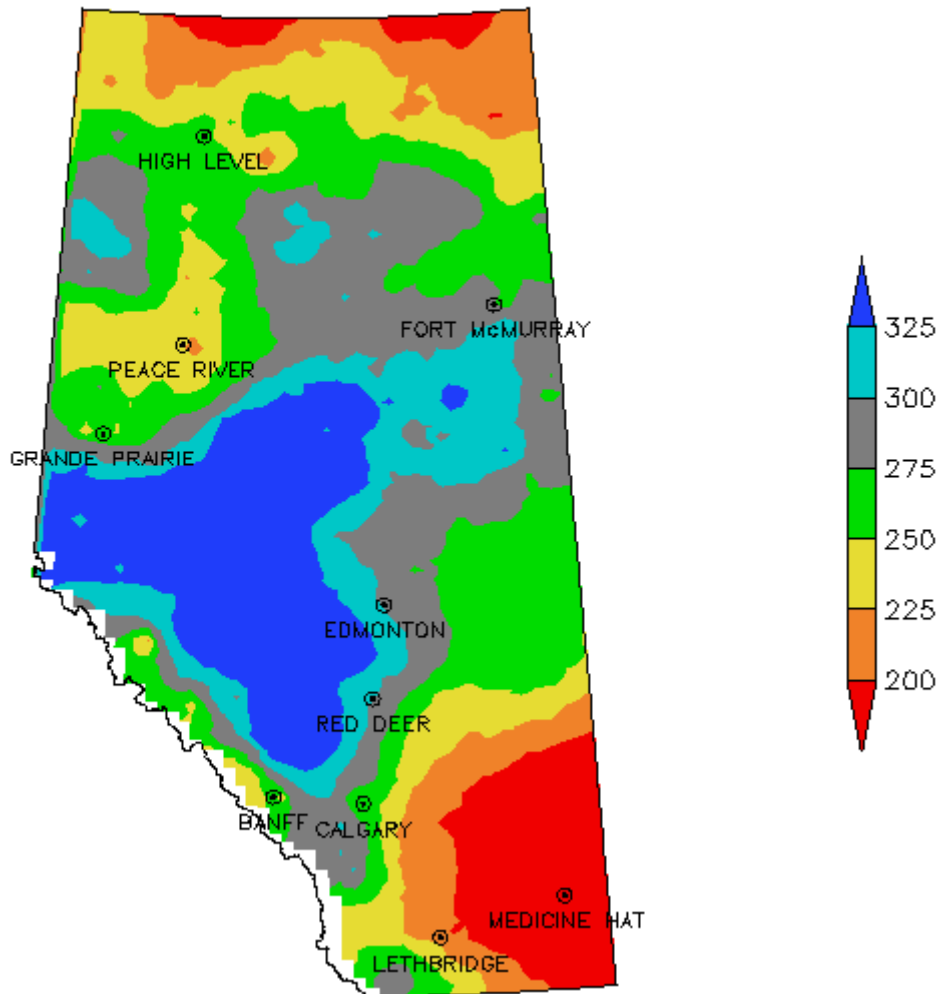 HIGH LEVEL
FORT McMURRAY
PEACE RIVER
GRANDE PRAIRIE
EDMONTON
RED DEER
BANFF
CALGARY
MEDICINE HAT
LETHBRIDGE
325
300
275
250
225
200